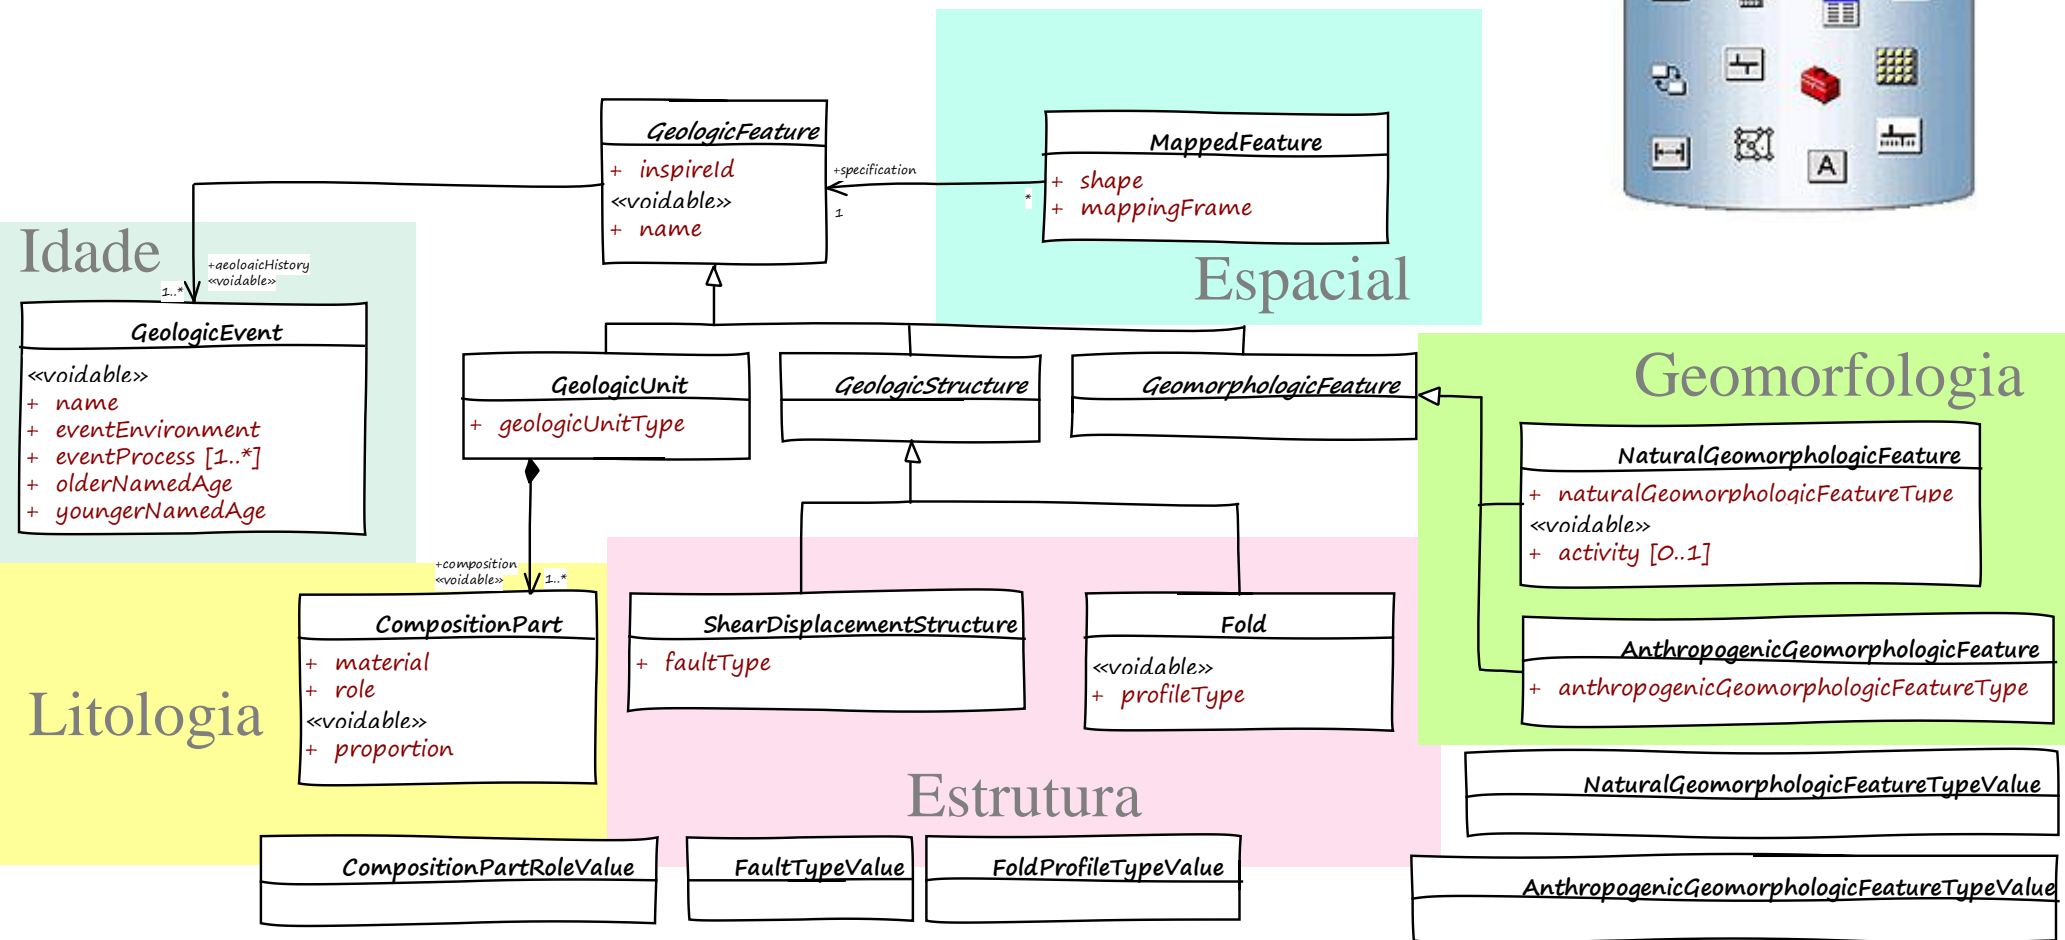 GeologicFeature
+ inspireId
«voidable»
+ name
+specification
1
*
MappedFeature
+ shape
+ mappingFrame
Espacial
A
Idade
+geologicHistory
«voidable»
1..*
GeologicEvent
«voidable»
+ name
+ eventEnvironment
+ eventProcess [1..*]
+ olderNamedAge
+ youngerNamedAge
GeologicUnit
+ geologicUnitType
GeologicStructure
GeomorphologicFeature
Geomorfologia
NaturalGeomorphologicFeature
+ naturalGeomorphologicFeatureType
«voidable»
+ activity [0..1]
AnthropogenicGeomorphologicFeature
+ anthropogenicGeomorphologicFeatureType
+composition
«voidable»
1..*
Litologia
CompositionPart
+ material
+ role
«voidable»
+ proportion
ShearDisplacementStructure
+ faultType
Fold
«voidable»
+ profileType
Estrutura
NaturalGeomorphologicFeatureTypeValue
CompositionPartRoleValue
FaultTypeValue
FoldProfileTypeValue
AnthropogenicGeomorphologicFeatureTypeValue